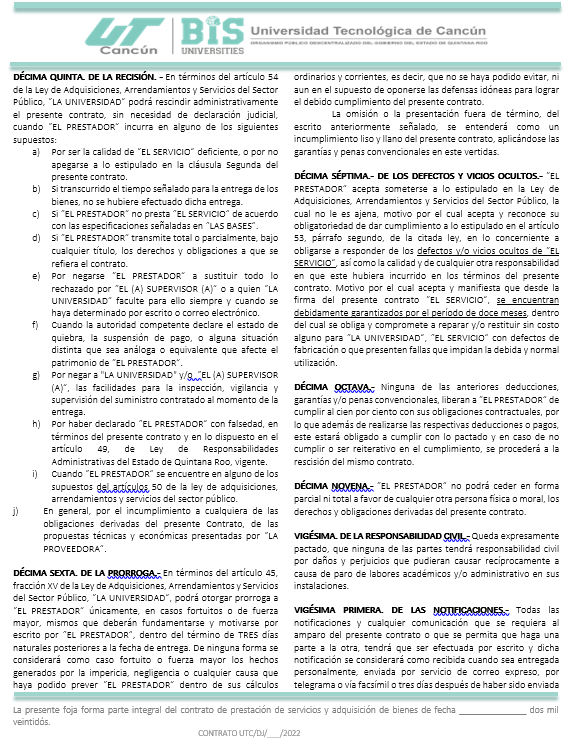 UT
Cancún
BIS
UNIVERSITIES
Universidad Tecnológica de Cancún
ORGANISMO PÚBLICO DESCENTRALIZADO DEL GOBIERNO DEL ESTADO DE QUINTANA ROO
DÉCIMA QUINTA. DE LA RECISIÓN. - En términos del artículo 54
de la Ley de Adquisiciones, Arrendamientos y Servicios del Sector
Público, “LA UNIVERSIDAD” podrá rescindir administrativamente
el presente contrato, sin necesidad de declaración judicial,
cuando “EL PRESTADOR” incurra en alguno de los siguientes
supuestos:
a) Por ser la calidad de “EL SERVICIO” deficiente, o por no
apegarse a lo estipulado en la cláusula Segunda del
presente contrato.
b) Si transcurrido el tiempo señalado para la entrega de los
bienes, no se hubiere efectuado dicha entrega.
c) Si “EL PRESTADOR” no presta “EL SERVICIO” de acuerdo
con las especificaciones señaladas en “LAS BASES”.
d) Si “EL PRESTADOR” transmite total o parcialmente, bajo
cualquier título, los derechos y obligaciones a que se
refiera el contrato.
e) Por negarse “EL PRESTADOR” a sustituir todo lo
rechazado por “EL (A) SUPERVISOR (A)” o a quien “LA
UNIVERSIDAD” faculte para ello siempre y cuando se
haya determinado por escrito o correo electrónico.
f) Cuando la autoridad competente declare el estado de
quiebra, la suspensión de pago, o alguna situación
distinta que sea análoga o equivalente que afecte el
patrimonio de “EL PRESTADOR”.
g) Por negar a "LA UNIVERSIDAD" y/o “EL (A) SUPERVISOR
(A)”, las facilidades para la inspección, vigilancia y
supervisión del suministro contratado al momento de la
entrega.
h) Por haber declarado “EL PRESTADOR” con falsedad, en
términos del presente contrato y en lo dispuesto en el
artículo 49, de Ley de Responsabilidades
Administrativas del Estado de Quintana Roo, vigente.
i) Cuando “EL PRESTADOR” se encuentre en alguno de los
supuestos del artículos 50 de la ley de adquisiciones,
arrendamientos y servicios del sector público.
j) En general, por el incumplimiento a cualquiera de las
obligaciones derivadas del presente Contrato, de las
propuestas técnicas y económicas presentadas por “LA
PROVEEDORA”.
DÉCIMA SEXTA. DE LA PRORROGA.- En términos del artículo 45,
fracción XV de la Ley de Adquisiciones, Arrendamientos y Servicios
del Sector Público, “LA UNIVERSIDAD”, podrá otorgar prorroga a
“EL PRESTADOR” únicamente, en casos fortuitos o de fuerza
mayor, mismos que deberán fundamentarse y motivarse por
escrito por “EL PRESTADOR”, dentro del término de TRES días
naturales posteriores a la fecha de entrega. De ninguna forma se
considerará como caso fortuito o fuerza mayor los hechos
generados por la impericia, negligencia o cualquier causa que
haya podido prever “EL PRESTADOR” dentro de sus cálculos
ordinarios y corrientes, es decir, que no se haya podido evitar, ni
aun en el supuesto de oponerse las defensas idóneas para lograr
el debido cumplimiento del presente contrato.
La omisión o la presentación fuera de término, del
escrito anteriormente señalado, se entenderá como un
incumplimiento liso y llano del presente contrato, aplicándose las
garantías y penas convencionales en este vertidas.
DÉCIMA SÉPTIMA.- DE LOS DEFECTOS Y VICIOS OCULTOS.- “EL
PRESTADOR” acepta someterse a lo estipulado en la Ley de
Adquisiciones, Arrendamientos y Servicios del Sector Público, la
cual no le es ajena, motivo por el cual acepta y reconoce su
obligatoriedad de dar cumplimiento a lo estipulado en el artículo
53, párrafo segundo, de la citada ley, en lo concerniente a
obligarse a responder de los defectos y/o vicios ocultos de “EL
SERVICIO”, así como la calidad y de cualquier otra responsabilidad
en que este hubiera incurrido en los términos del presente
contrato. Motivo por el cual acepta y manifiesta que desde la
firma del presente contrato “EL SERVICIO”, se encuentran
debidamente garantizados por el período de doce meses, dentro
del cual se obliga y compromete a reparar y/o restituir sin costo
alguno para “LA UNIVERSIDAD”, “EL SERVICIO” con defectos de
fabricación o que presenten fallas que impidan la debida y normal
utilización.
DÉCIMA OCTAVA.- Ninguna de las anteriores deducciones,
garantías y/o penas convencionales, liberan a “EL PRESTADOR” de
cumplir al cien por ciento con sus obligaciones contractuales, por
lo que además de realizarse las respectivas deducciones o pagos,
este estará obligado a cumplir con lo pactado y en caso de no
cumplir o ser reiterativo en el cumplimiento, se procederá a la
rescisión del mismo contrato.
DÉCIMA NOVENA.- “EL PRESTADOR” no podrá ceder en forma
parcial ni total a favor de cualquier otra persona física o moral, los
derechos y obligaciones derivadas del presente contrato.
VIGÉSIMA. DE LA RESPONSABILIDAD CIVIL.- Queda expresamente
pactado, que ninguna de las partes tendrá responsabilidad civil
por daños y perjuicios que pudieran causar recíprocamente a
causa de paro de labores académicos y/o administrativo en sus
instalaciones.
VIGÉSIMA PRIMERA. DE LAS NOTIFICACIONES.- Todas las
notificaciones y cualquier comunicación que se requiera al
amparo del presente contrato o que se permita que haga una
parte a la otra, tendrá que ser efectuada por escrito y dicha
notificación se considerará como recibida cuando sea entregada
personalmente, enviada por servicio de correo expreso, por
telegrama o vía facsímil o tres días después de haber sido enviada
La presente foja forma parte integral del contrato de prestación de servicios y adquisición de bienes de fecha ______________ dos mil
veintidós.
CONTRATO UTC/DJ/___/2022